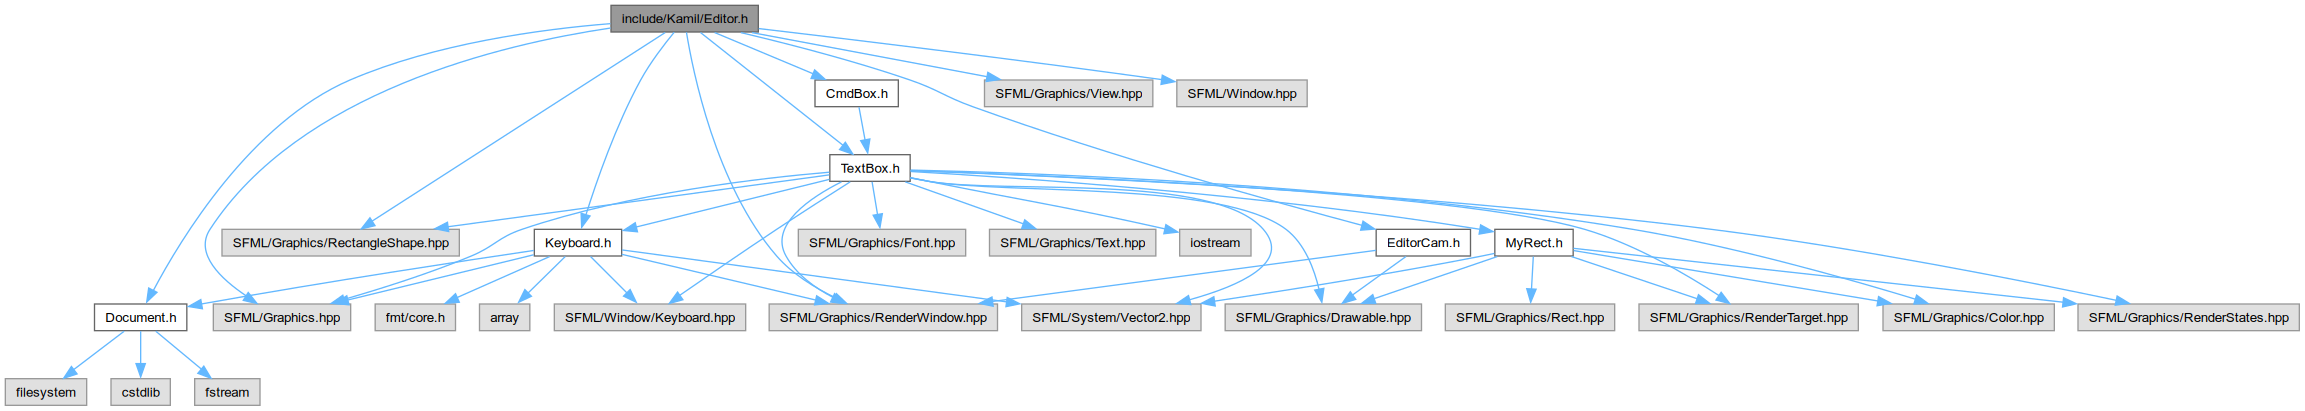 include/Kamil/Editor.h
CmdBox.h
SFML/Graphics/View.hpp
SFML/Window.hpp
TextBox.h
SFML/Graphics/RectangleShape.hpp
Keyboard.h
SFML/Graphics/Font.hpp
SFML/Graphics/Text.hpp
iostream
EditorCam.h
MyRect.h
Document.h
SFML/Graphics.hpp
fmt/core.h
array
SFML/Window/Keyboard.hpp
SFML/Graphics/RenderWindow.hpp
SFML/System/Vector2.hpp
SFML/Graphics/Drawable.hpp
SFML/Graphics/Rect.hpp
SFML/Graphics/RenderTarget.hpp
SFML/Graphics/Color.hpp
SFML/Graphics/RenderStates.hpp
filesystem
cstdlib
fstream